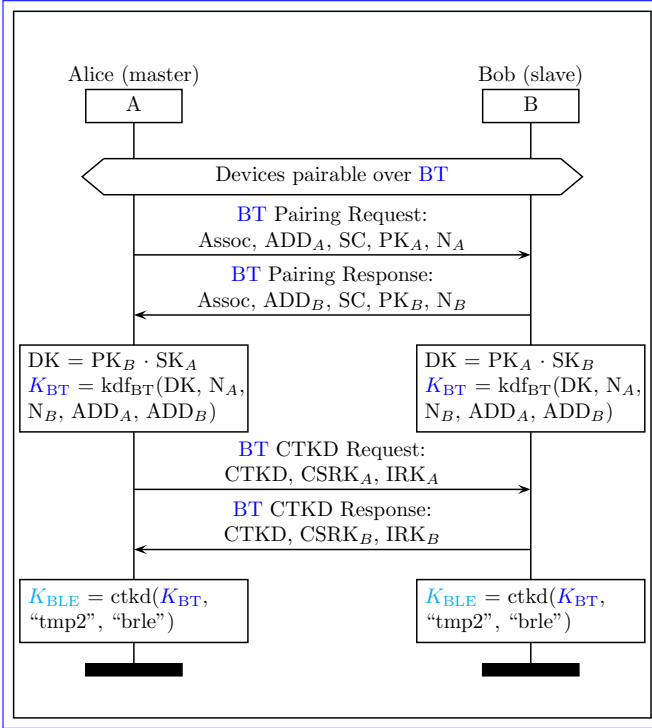 Alice (master) Bob (slave)
A B
Devices pairable over BT
BT Pairing Request:
Assoc, ADD_A, SC, PK_A, N_A
BT Pairing Response:
Assoc, ADD_B, SC, PK_B, N_B
DK = PK_B · SK_A
K_BT = kdf_BT(DK, N_A,
N_B, ADD_A, ADD_B)
DK = PK_A · SK_B
K_BT = kdf_BT(DK, N_A,
N_B, ADD_A, ADD_B)
BT CTKD Request:
CTKD, CSRK_A, IRK_A
BT CTKD Response:
CTKD, CSRK_B, IRK_B
K_BLE = ctkd(K_BT,
“tmp2”, “brle”)
K_BLE = ctkd(K_BT,
“tmp2”, “brle”)